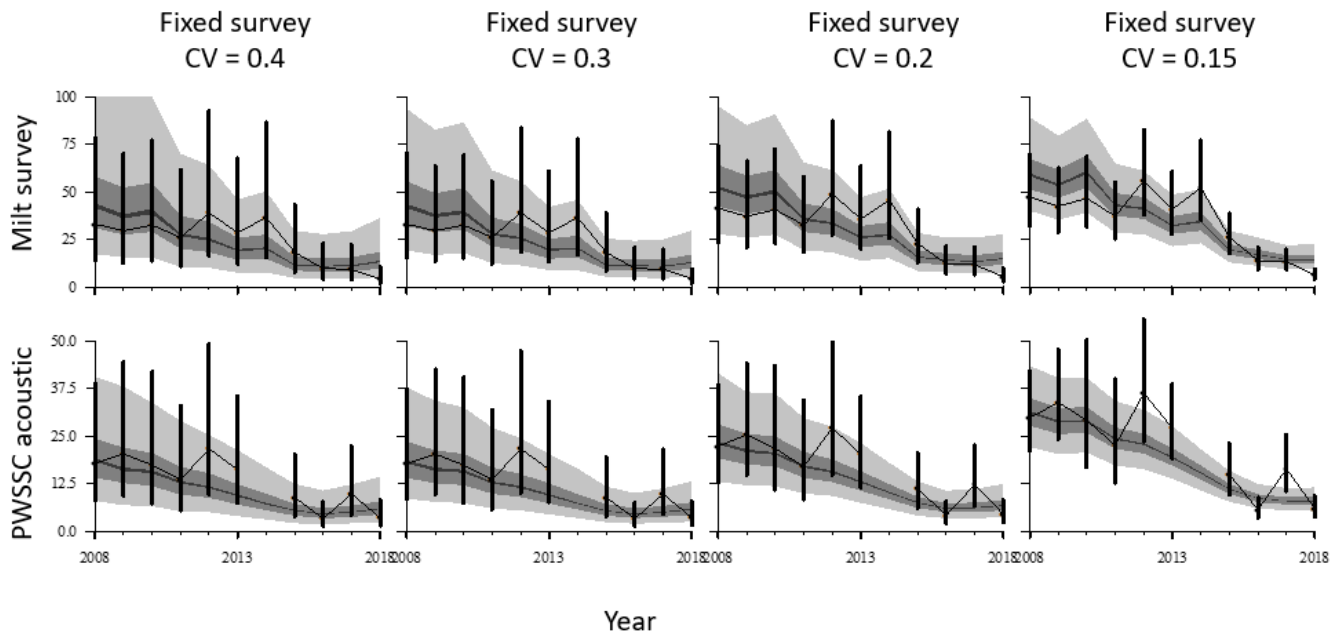 Fixed survey Fixed survey Fixed survey Fixed survey
CV = 0.4 CV = 0.3 CV = 0.2 CV = 0.15
Milt survey
100
75
50
25
0
PWSSC acoustic
50.0
37.5
25.0
12.5
0.0
2008 2013 2018 2008 2013 2018 2008 2013 2018 2008 2013 2018
Year